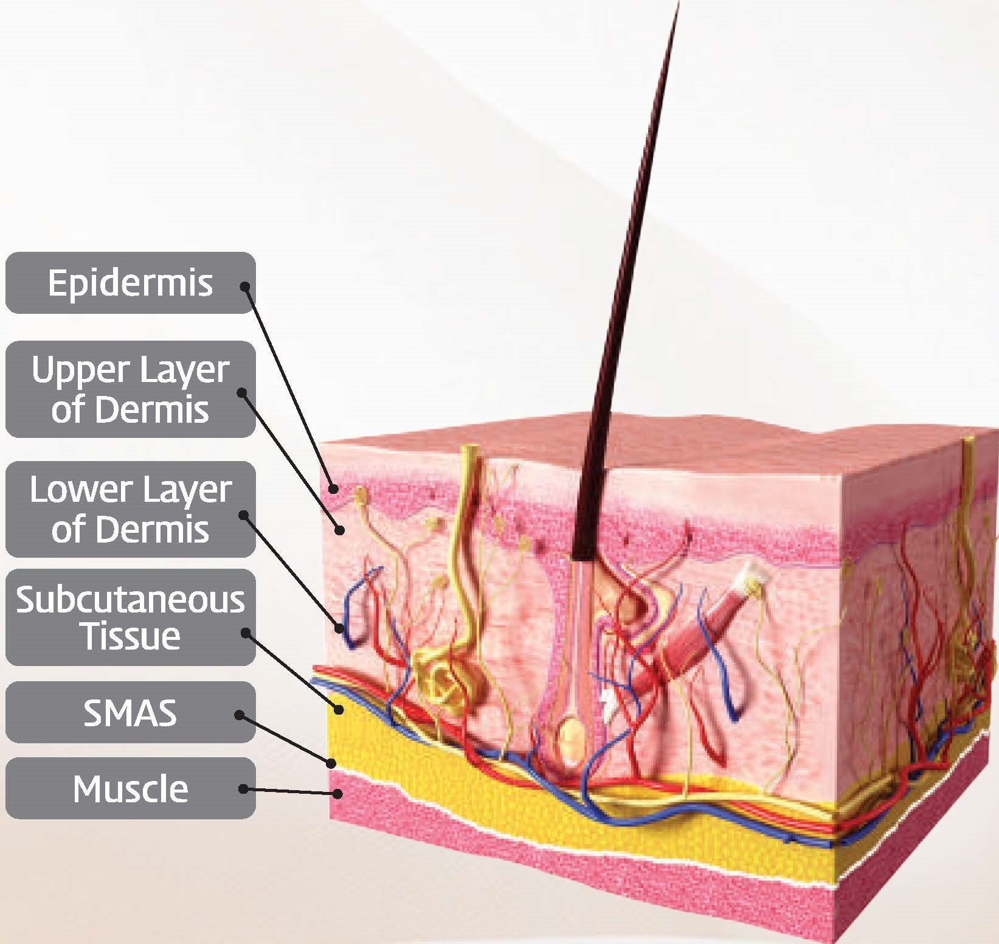 Epidermis
Upper Layer
of Dermis
Lower Layer
of Dermis
Subcutaneous
Tissue
SMAS
Muscle